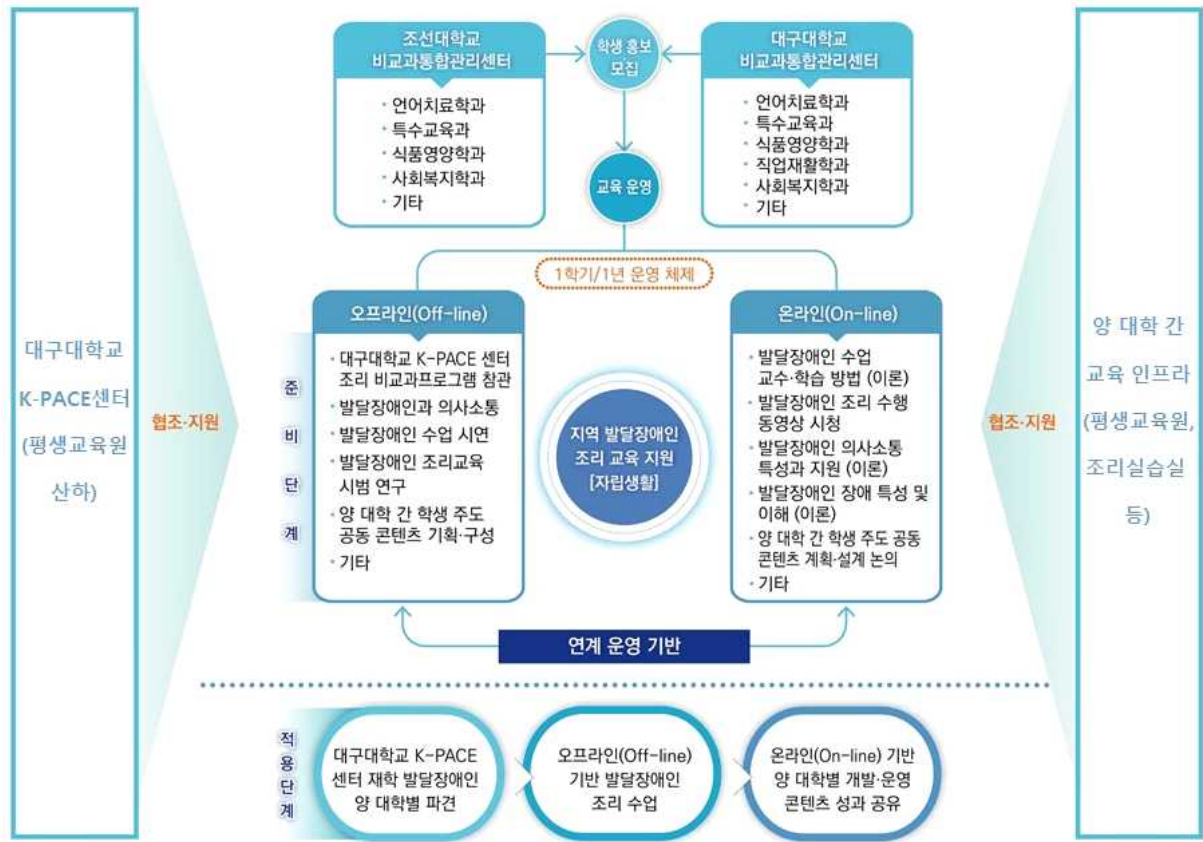 대구대학교
K-PACE센터
(평생교육원
산하)
협조·지원
조선대학교
비교과통합관리센터
• 언어치료학과
• 특수교육과
• 식품영양학과
• 사회복지학과
• 기타
학생 홍보
모집
교육 운영
대구대학교
비교과통합관리센터
• 언어치료학과
• 특수교육과
• 식품영양학과
• 직업재활학과
• 사회복지학과
• 기타
1학기/1년 운영 체제
준비단계
오프라인(Off-line)
• 대구대학교 K-PACE 센터
조리 비교과프로그램 참관
• 발달장애인과 의사소통
• 발달장애인 수업 시연
• 발달장애인 조리교육
시범 연구
• 양 대학 간 학생 주도
공동 콘텐츠 기획·구성
• 기타
지역 발달장애인
조리 교육 지원
[자립생활]
온라인(On-line)
• 발달장애인 수업
교수·학습 방법 (이론)
• 발달장애인 조리 수행
동영상 시청
• 발달장애인 의사소통
특성과 지원 (이론)
• 발달장애인 장애 특성 및
이해 (이론)
• 양 대학 간 학생 주도 공동
콘텐츠 계획·설계 논의
• 기타
연계 운영 기반
적용단계
대구대학교 K-PACE
센터 재학 발달장애인
양 대학별 파견
오프라인(Off-line)
기반 발달장애인
조리 수업
온라인(On-line) 기반
양 대학별 개발·운영
콘텐츠 성과 공유
협조·지원
양 대학 간
교육 인프라
(평생교육원,
조리실습실
등)